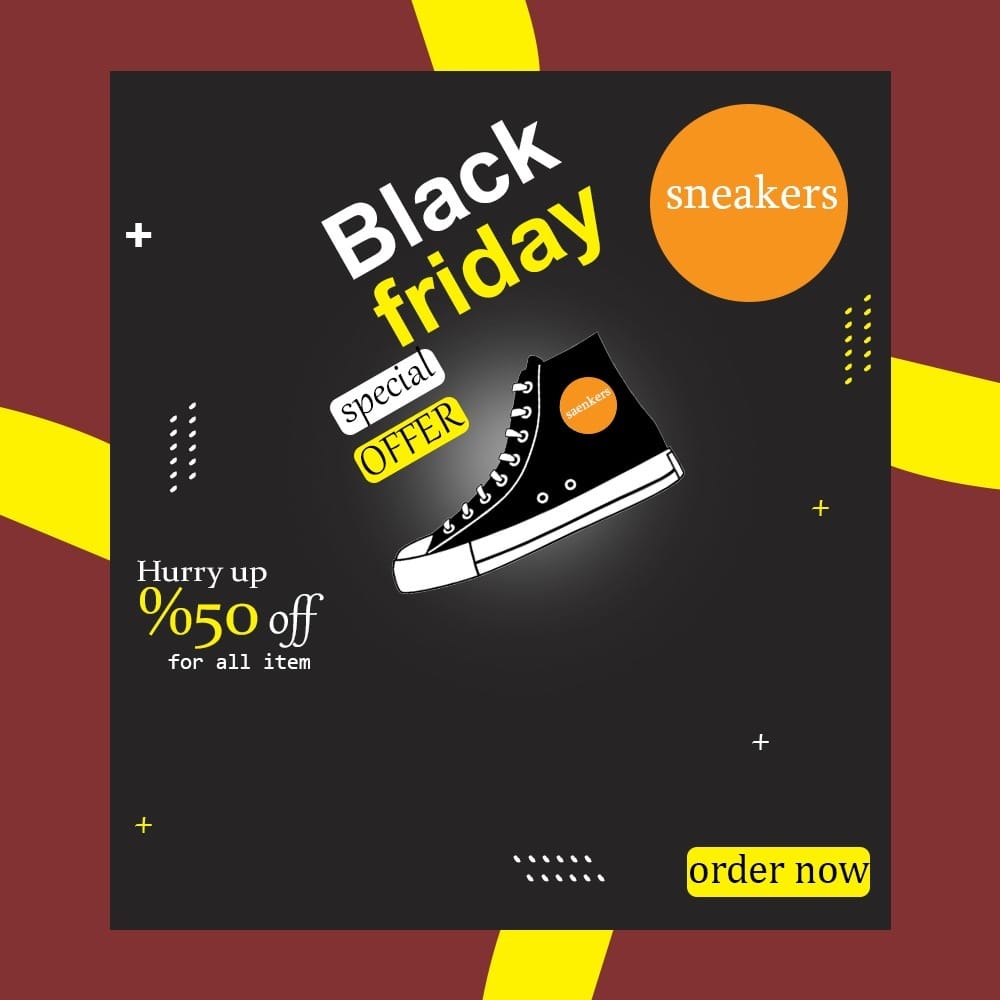 Black
friday
sneakers
special
OFFER
saenkers
Hurry up
%50 off
for all item
order now